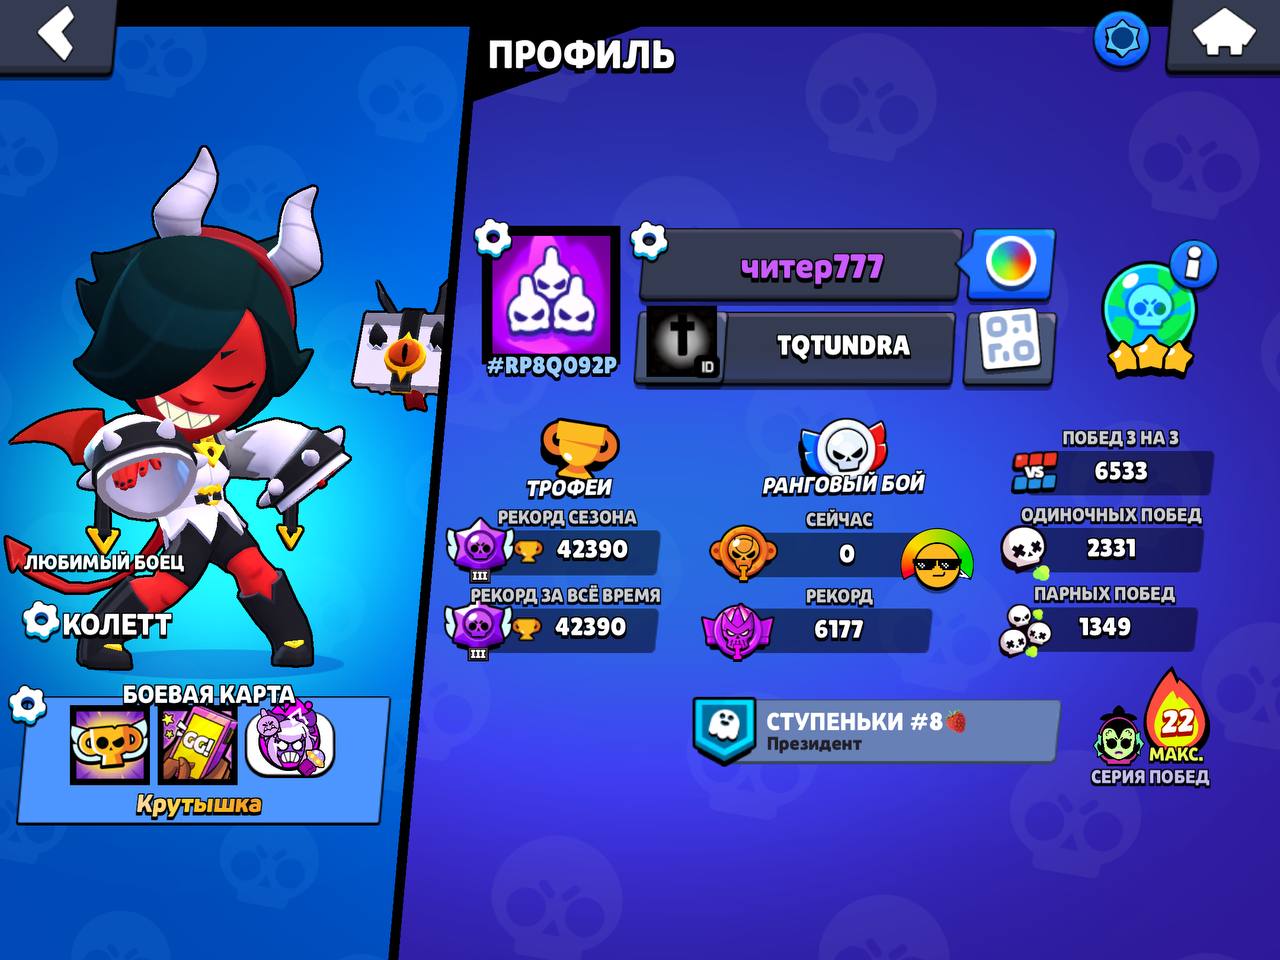 ПРОФИЛЬ
читер777
#RP8Q092P
ID
TQTUNDRA
ТРОФЕИ
РЕКОРД СЕЗОНА
III
42390
РЕКОРД ЗА ВСЁ ВРЕМЯ
III
42390
РАНГОВЫЙ БОЙ
СЕЙЧАС
0
РЕКОРД
6177
ПОБЕД 3 НА 3
VS
6533
ОДИНОЧНЫХ ПОБЕД
2331
ПАРНЫХ ПОБЕД
1349
ЛЮБИМЫЙ БОЕЦ
КОЛЕТТ
БОЕВАЯ КАРТА
GG!
Крутышка
СТУПЕНЬКИ #8🍓
Президент
22
МАКС.
СЕРИЯ ПОБЕД